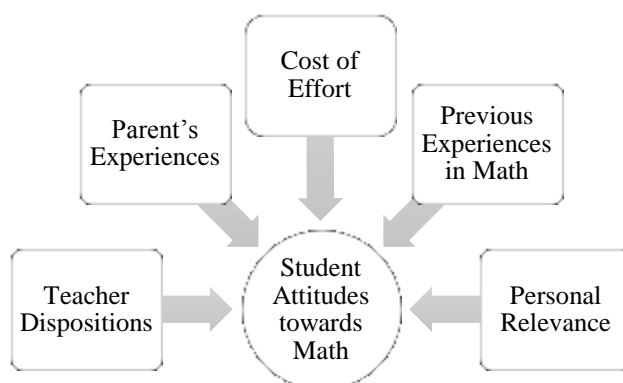 Cost of
Effort
Parent's
Experiences
Previous
Experiences
in Math
Teacher
Dispositions
Student
Attitudes
towards
Math
Personal
Relevance